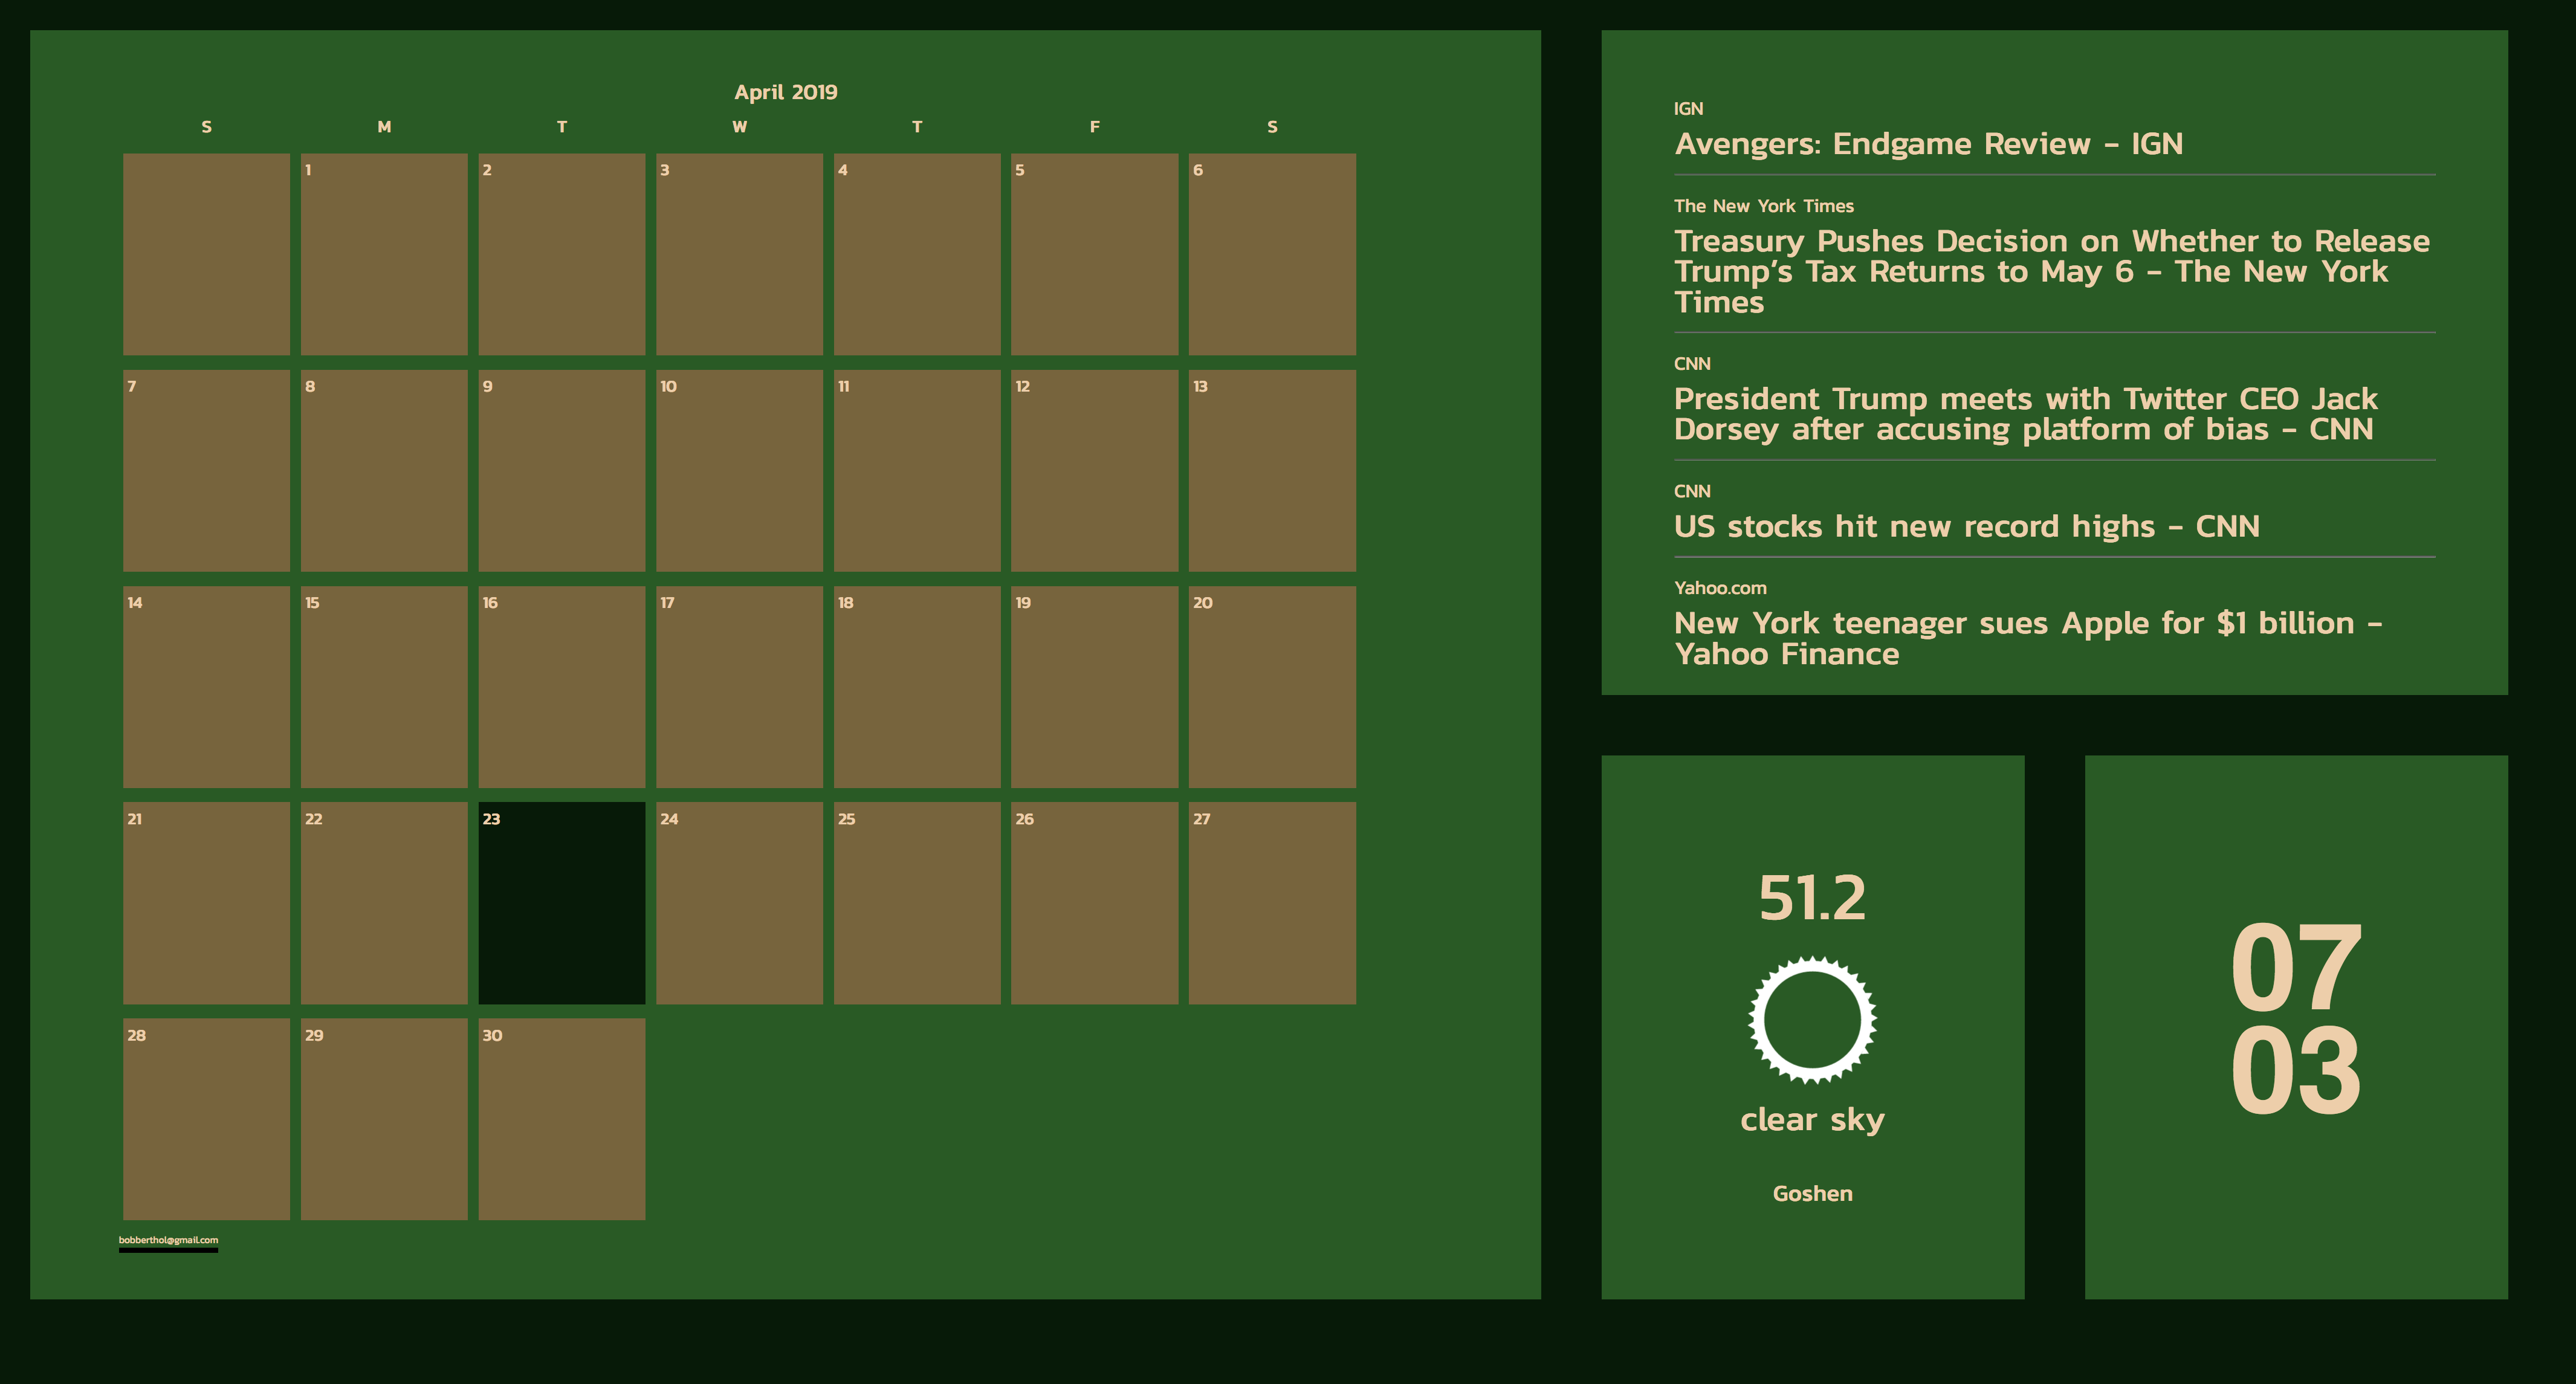 April 2019
S M T W T F S
1 2 3 4 5 6
7 8 9 10 11 12 13
14 15 16 17 18 19 20
21 22 23 24 25 26 27
28 29 30
bobberthol@gmail.com
IGN
Avengers: Endgame Review - IGN
The New York Times
Treasury Pushes Decision on Whether to Release
Trump’s Tax Returns to May 6 - The New York
Times
CNN
President Trump meets with Twitter CEO Jack
Dorsey after accusing platform of bias - CNN
CNN
US stocks hit new record highs - CNN
Yahoo.com
New York teenager sues Apple for $1 billion -
Yahoo Finance
51.2
clear sky
Goshen
07
03